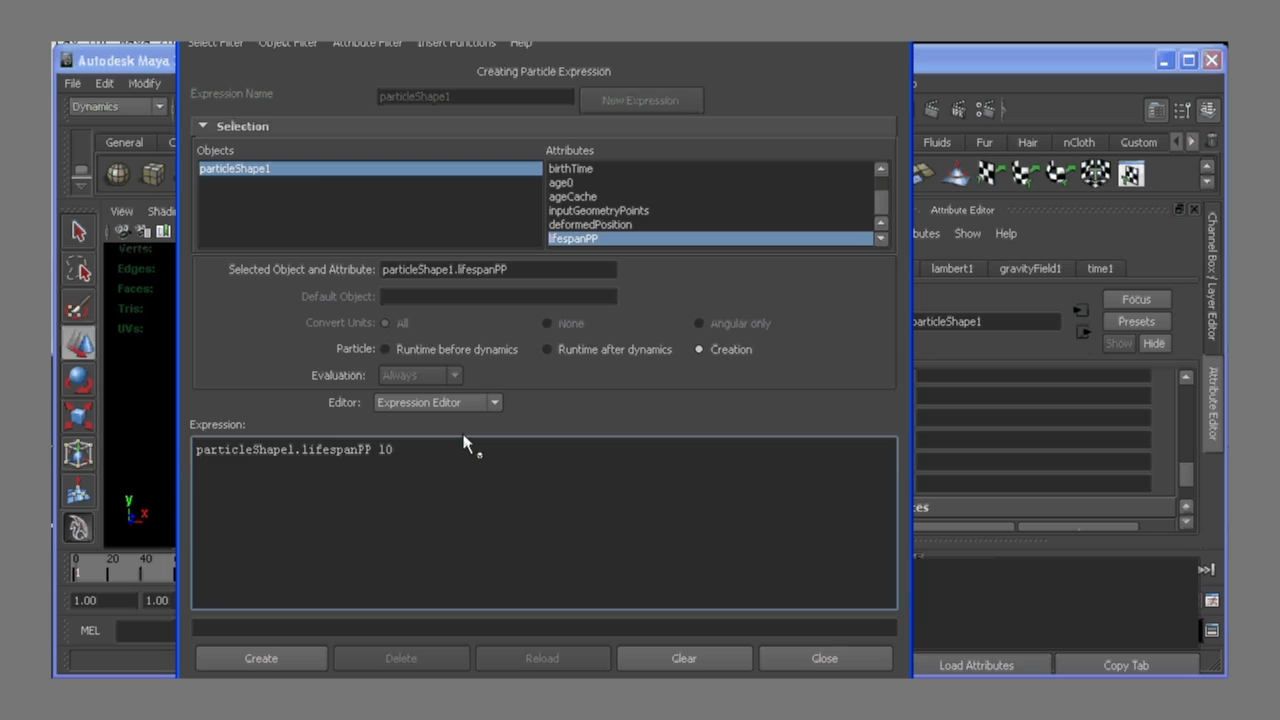 Select Filter Object Filter Attribute Filter Insert Functions Help
Autodesk Maya
Creating Particle Expression
File Edit Modify
Expression Name particleShape1 New Expression
Dynamics
Selection
General
Fluids Fur Hair nCloth Custom
Objects Attributes
particleShape1
birthTime
age0
ageCache
inputGeometryPoints
deformedPosition
lifespanPP
View Shadi
Attribute Editor
butes Show Help
Verts:
Edges:
Faces:
Tris:
UVs:
Selected Object and Attribute: particleShape1.lifespanPP
lambert1 gravityField1 time1
Default Object:
Focus
Convert Units: All None Angular only
particleShape1 Presets
Particle: Runtime before dynamics Runtime after dynamics Creation
Show Hide
Evaluation: Always
Editor: Expression Editor
Channel Box / Layer Editor
Attribute Editor
Expression:
particleShape1.lifespanPP 10
y
x
tes
0 20 40
1
1.00 1.00
MEL
Create Delete Reload Clear Close
Load Attributes Copy Tab